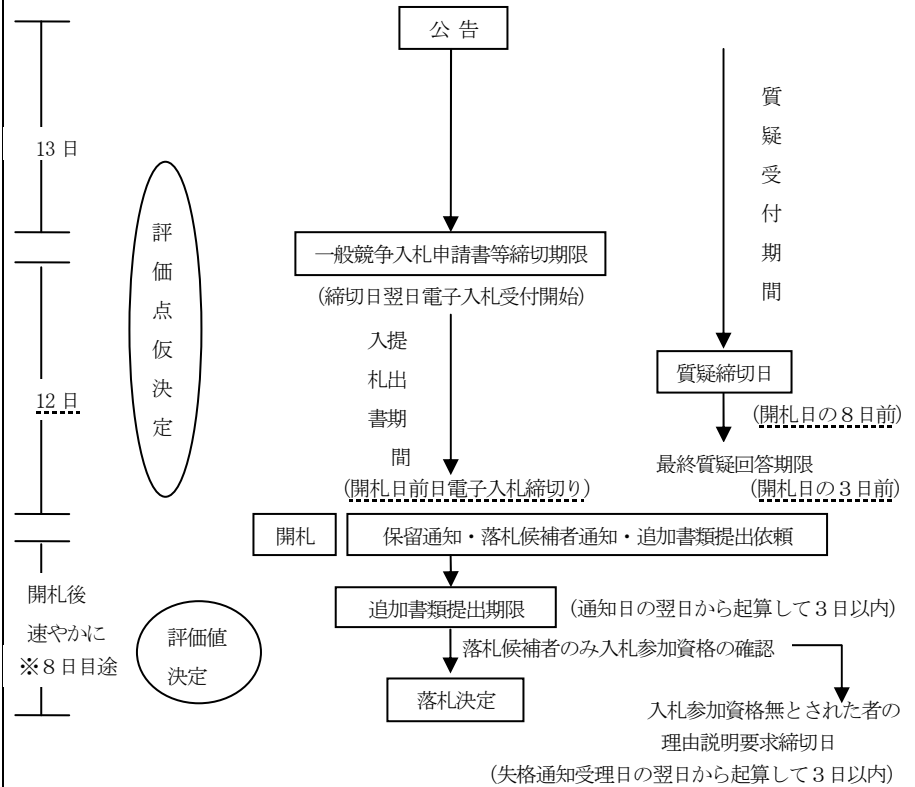 公 告
質疑受付期間
13 日
評価点仮決定
一般競争入札申請書等締切期限
(締切日翌日電子入札受付開始)
入札書
提出期間
質疑締切日
12 日
(開札日の８日前)
最終質疑回答期限
(開札日前日電子入札締切り)
(開札日の３日前)
開札
保留通知・落札候補者通知・追加書類提出依頼
開札後
速やかに
※８日目途
追加書類提出期限
(通知日の翌日から起算して３日以内)
評価値
決定
落札候補者のみ入札参加資格の確認
落札決定
入札参加資格無とされた者の
理由説明要求締切日
(失格通知受理日の翌日から起算して３日以内)